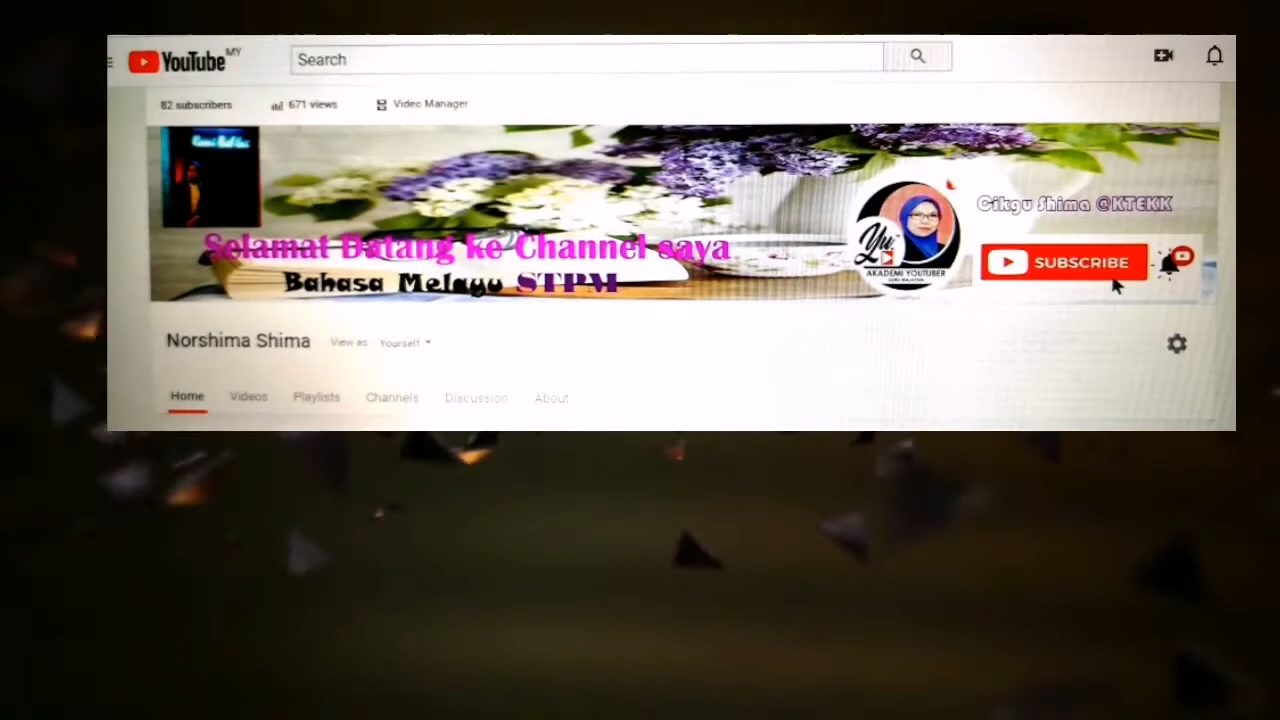 YouTube MY
Search
82 subscribers
671 views
Video Manager
Selamat Datang ke Channel saya
Bahasa Melayu STPM
Yu
AKADEMI YOUTUBER
Cikgu Shima @KTEKK
SUBSCRIBE
Norshima Shima
View as: Yourself
Home
Videos
Playlists
Channels
Discussion
About